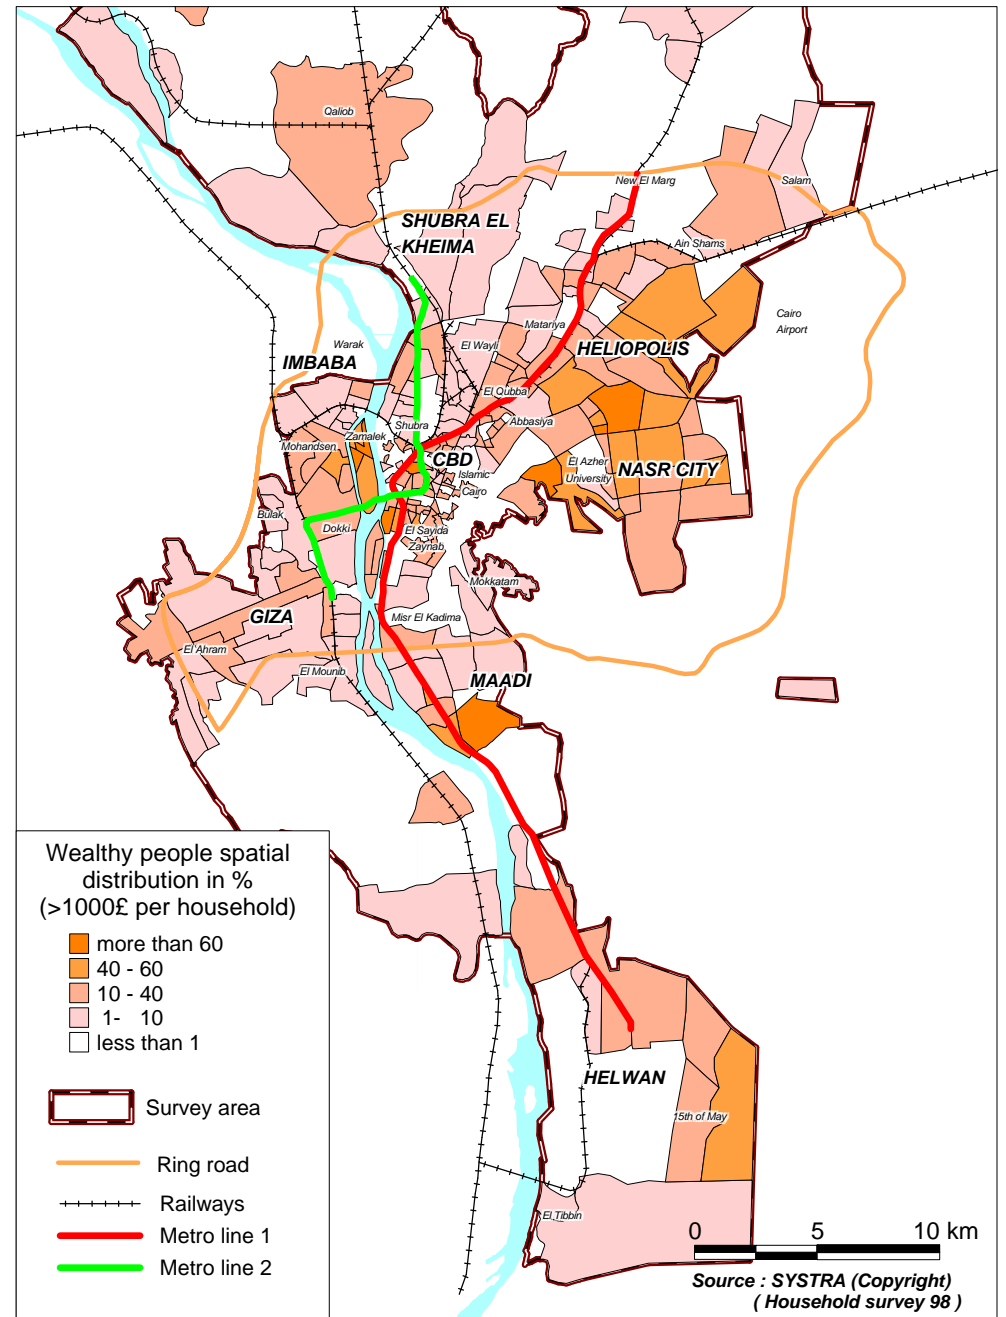 Qaliob
New El Marg
Salam
SHUBRA EL
KHEIMA
Ain Shams
Cairo
Airport
Matariya
Warak
El Wayli
HELIOPOLIS
IMBABA
El Qubba
Shubra
Abbasiya
Zamalek
Mohandsen
CBD
El Azher
University
NASR CITY
Islamic
Cairo
Bulak
Dokki
El Sayida
Zaynab
Mokkatam
GIZA
Misr El Kadima
El Ahram
El Mounib
MAADI
HELWAN
15th of May
El Tibbin
Wealthy people spatial
distribution in %
(>1000£ per household)
more than 60
40 - 60
10 - 40
1- 10
less than 1
Survey area
Ring road
Railways
Metro line 1
Metro line 2
0 5 10 km
Source : SYSTRA (Copyright)
( Household survey 98 )